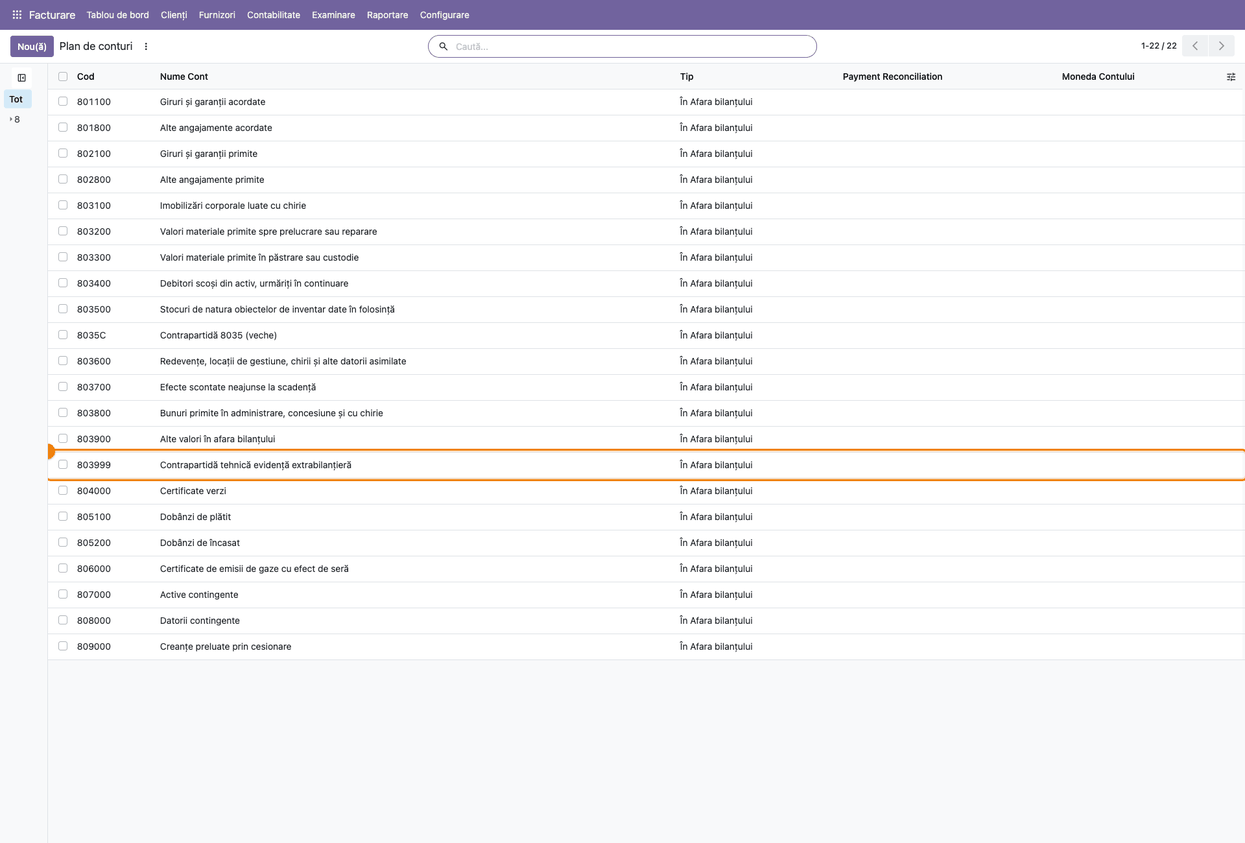 Facturare Tablou de bord Clienți Furnizori Contabilitate Examinare Raportare Configurare
Nou(ă) Plan de conturi Caută... 1-22 / 22
Cod Nume Cont Tip Payment Reconciliation Moneda Contului
Tot
8
801100 Giruri și garanții acordate În Afara bilanțului
801800 Alte angajamente acordate În Afara bilanțului
802100 Giruri și garanții primite În Afara bilanțului
802800 Alte angajamente primite În Afara bilanțului
803100 Imobilizări corporale luate cu chirie În Afara bilanțului
803200 Valori materiale primite spre prelucrare sau reparare În Afara bilanțului
803300 Valori materiale primite în păstrare sau custodie În Afara bilanțului
803400 Debitori scoși din activ, urmăriți în continuare În Afara bilanțului
803500 Stocuri de natura obiectelor de inventar date în folosință În Afara bilanțului
8035C Contrapartidă 8035 (veche) În Afara bilanțului
803600 Redevențe, locații de gestiune, chirii și alte datorii asimilate În Afara bilanțului
803700 Efecte scontate neajunse la scadență În Afara bilanțului
803800 Bunuri primite în administrare, concesiune și cu chirie În Afara bilanțului
803900 Alte valori în afara bilanțului În Afara bilanțului
803999 Contrapartidă tehnică evidență extrabilanțieră În Afara bilanțului
804000 Certificate verzi În Afara bilanțului
805100 Dobânzi de plătit În Afara bilanțului
805200 Dobânzi de încasat În Afara bilanțului
806000 Certificate de emisii de gaze cu efect de seră În Afara bilanțului
807000 Active contingente În Afara bilanțului
808000 Datorii contingente În Afara bilanțului
809000 Creanțe preluate prin cesionare În Afara bilanțului